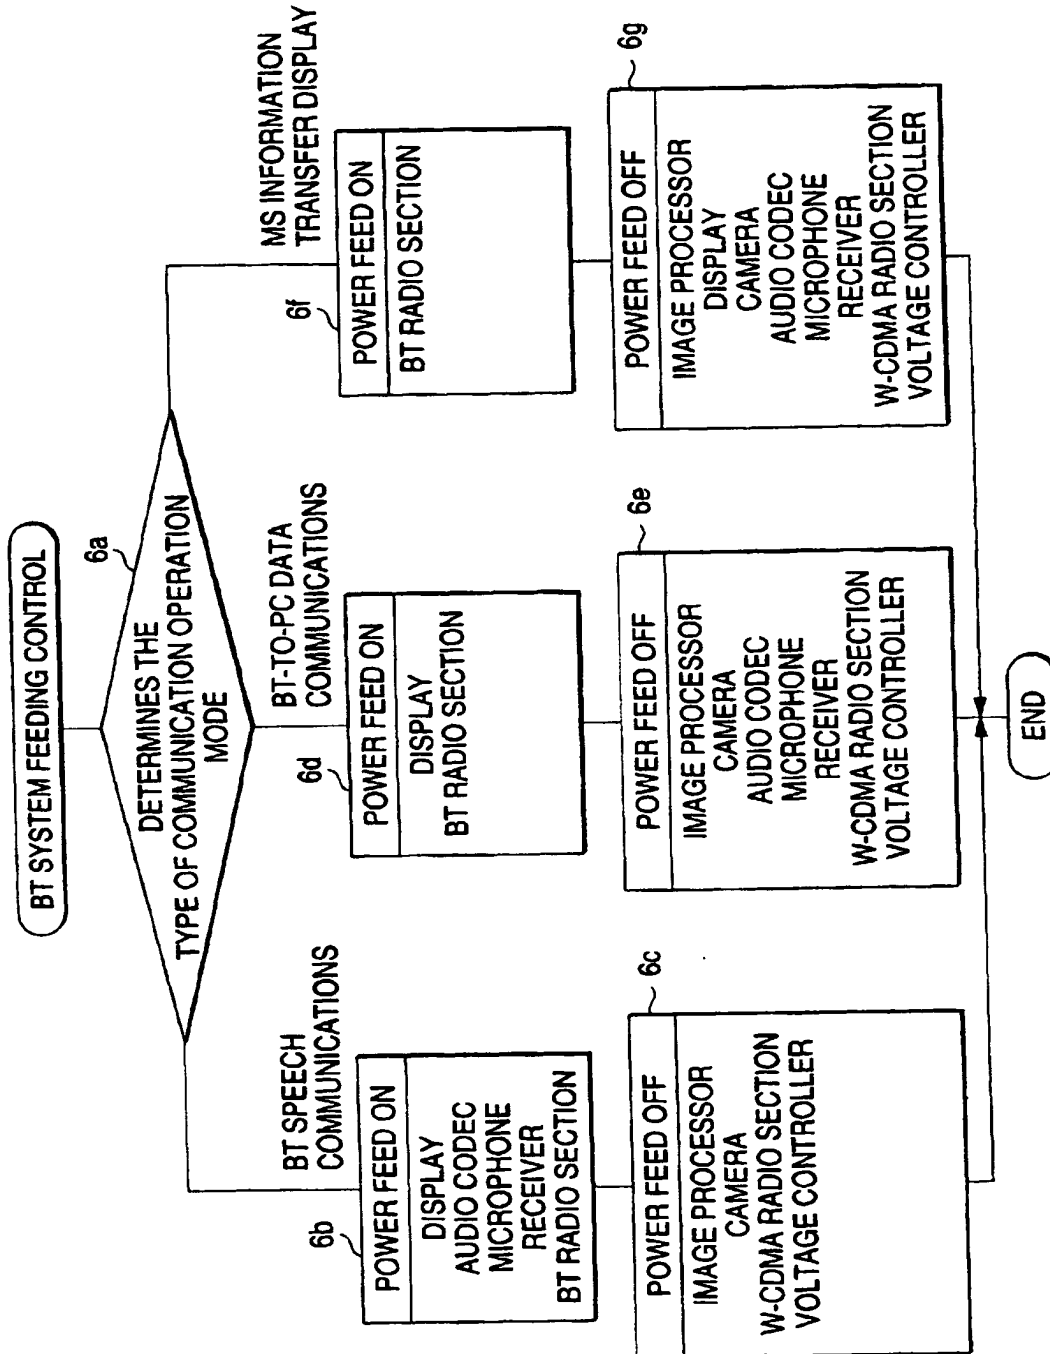 BT SYSTEM FEEDING CONTROL
6a
DETERMINES THE
TYPE OF COMMUNICATION OPERATION
MODE
BT SPEECH
COMMUNICATIONS
6b
POWER FEED ON
DISPLAY
AUDIO CODEC
MICROPHONE
RECEIVER
BT RADIO SECTION
6c
POWER FEED OFF
IMAGE PROCESSOR
CAMERA
W-CDMA RADIO SECTION
VOLTAGE CONTROLLER
BT-TO-PC DATA
COMMUNICATIONS
6d
POWER FEED ON
DISPLAY
BT RADIO SECTION
6e
POWER FEED OFF
IMAGE PROCESSOR
CAMERA
AUDIO CODEC
MICROPHONE
RECEIVER
W-CDMA RADIO SECTION
VOLTAGE CONTROLLER
MS INFORMATION
TRANSFER DISPLAY
6f
POWER FEED ON
BT RADIO SECTION
6g
POWER FEED OFF
IMAGE PROCESSOR
DISPLAY
CAMERA
AUDIO CODEC
MICROPHONE
RECEIVER
W-CDMA RADIO SECTION
VOLTAGE CONTROLLER
END